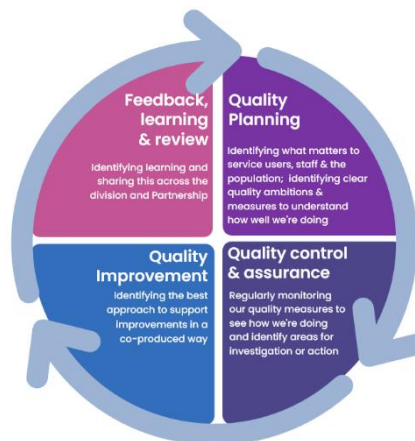 Feedback,
learning
& review
Identifying learning and
sharing this across the
division and Partnership
Quality
Planning
Identifying what matters to
service users, staff & the
population; identifying clear
quality ambitions &
measures to understand
how well we're doing
Quality
Improvement
Identifying the best
approach to support
improvements in a
co-produced way
Quality control
& assurance
Regularly monitoring
our quality measures to
see how we're doing
and identify areas for
investigation or action